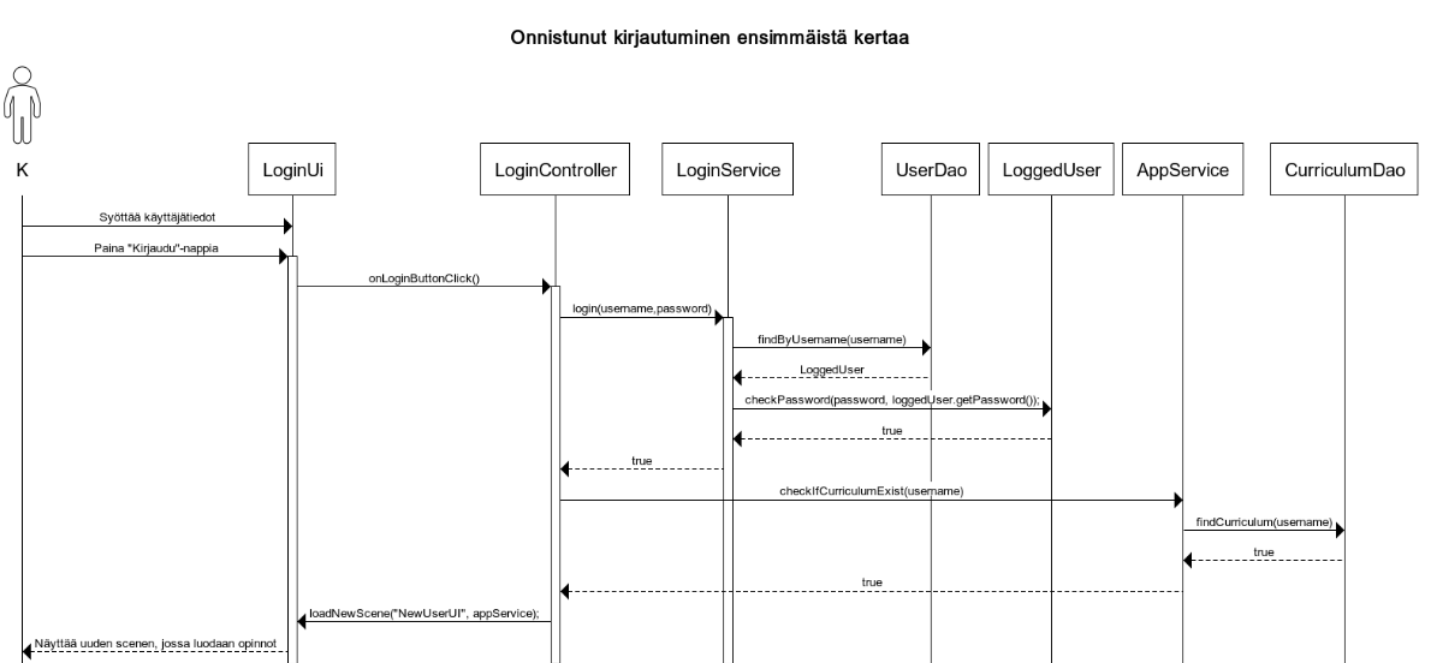 Onnistunut kirjautuminen ensimmäistä kertaa
K
LoginUi
LoginController
LoginService
UserDao
LoggedUser
AppService
CurriculumDao
Syöttää käyttäjätiedot
Paina "Kirjaudu"-nappia
onLoginButtonClick()
login(username,password)
findByUsername(username)
LoggedUser
checkPassword(password, loggedUser.getPassword());
true
true
checkIfCurriculumExist(username)
findCurriculum(username)
true
true
loadNewScene("NewUserUI", appService);
Näyttää uuden scenen, jossa luodaan opinnot